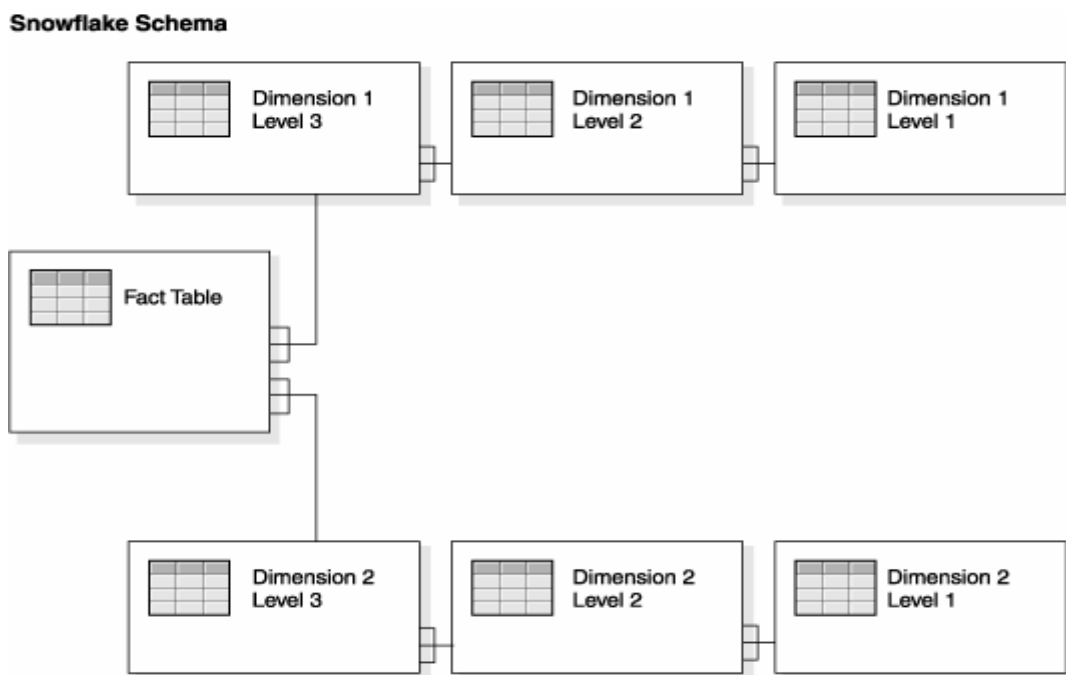 Snowflake Schema
Dimension 1
Level 3
Dimension 1
Level 2
Dimension 1
Level 1
Fact Table
Dimension 2
Level 3
Dimension 2
Level 2
Dimension 2
Level 1